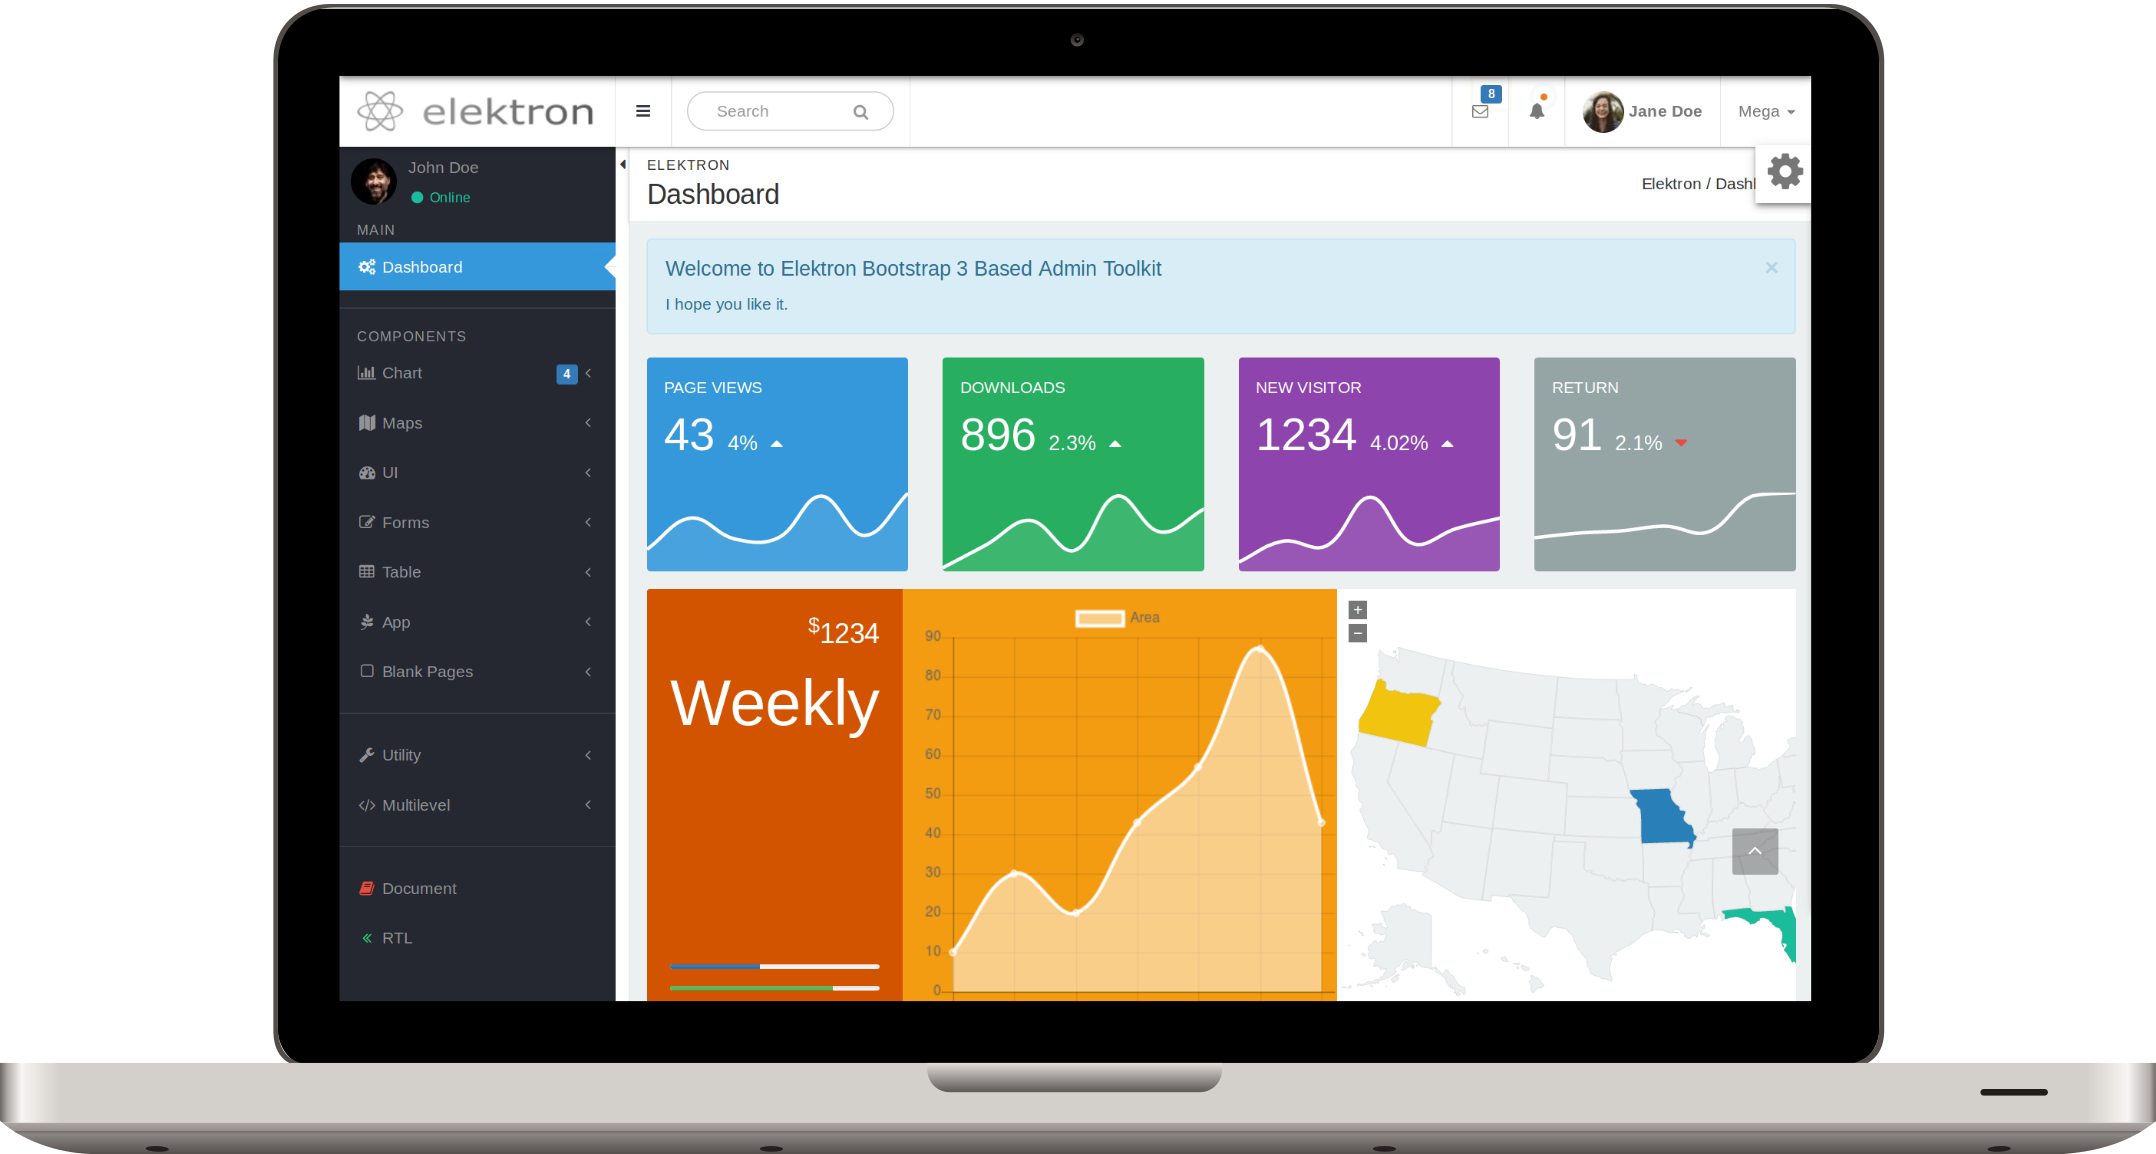 elektron
Search
8
Jane Doe
Mega
John Doe
Online
MAIN
Dashboard
COMPONENTS
Chart 4
Maps
UI
Forms
Table
App
Blank Pages
Utility
Multilevel
Document
RTL
ELEKTRON
Dashboard
Elektron / Dash
Welcome to Elektron Bootstrap 3 Based Admin Toolkit
×
I hope you like it.
PAGE VIEWS
43 4%
DOWNLOADS
896 2.3%
NEW VISITOR
1234 4.02%
RETURN
91 2.1%
$1234
Weekly
Area
90
80
70
60
50
40
30
20
10
0
+
−